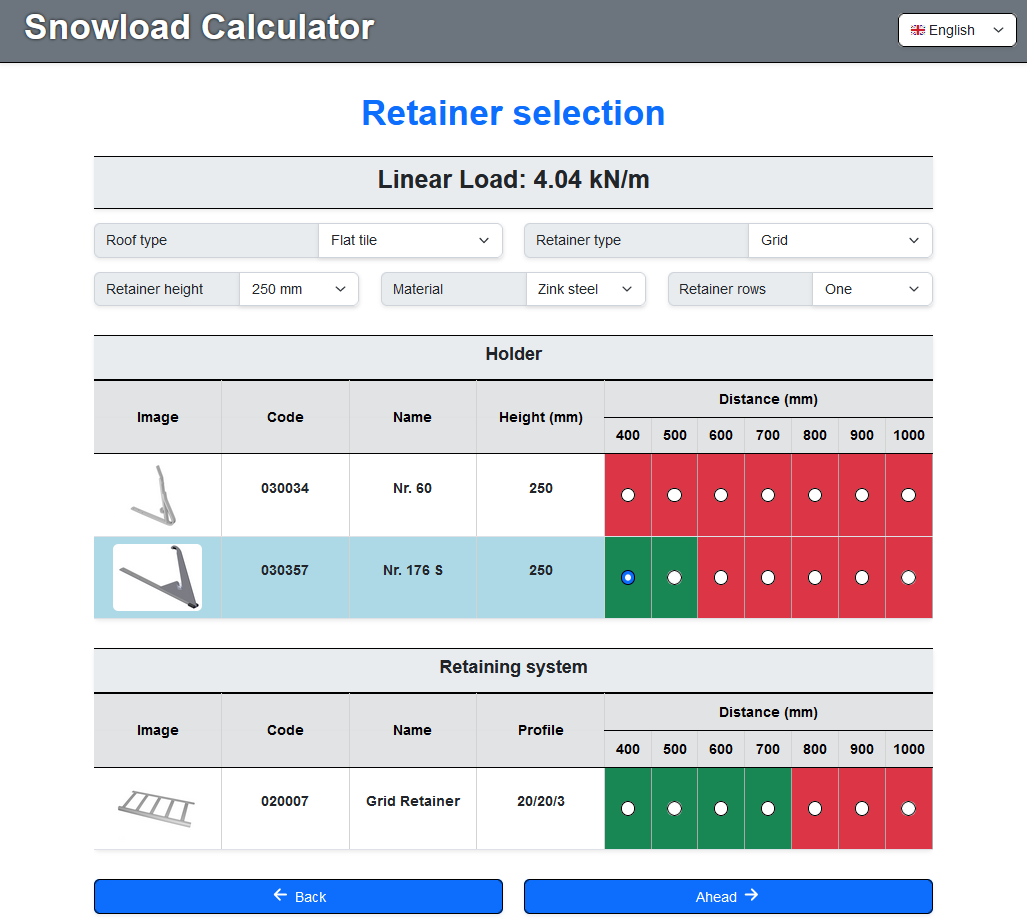 Snowload Calculator
English
Retainer selection
Linear Load: 4.04 kN/m
Roof type Flat tile Retainer type Grid
Retainer height 250 mm Material Zink steel Retainer rows One
Holder
Image Code Name Height (mm) Distance (mm)
400 500 600 700 800 900 1000
030034 Nr. 60 250
030357 Nr. 176 S 250
Retaining system
Image Code Name Profile Distance (mm)
400 500 600 700 800 900 1000
020007 Grid Retainer 20/20/3
Back Ahead